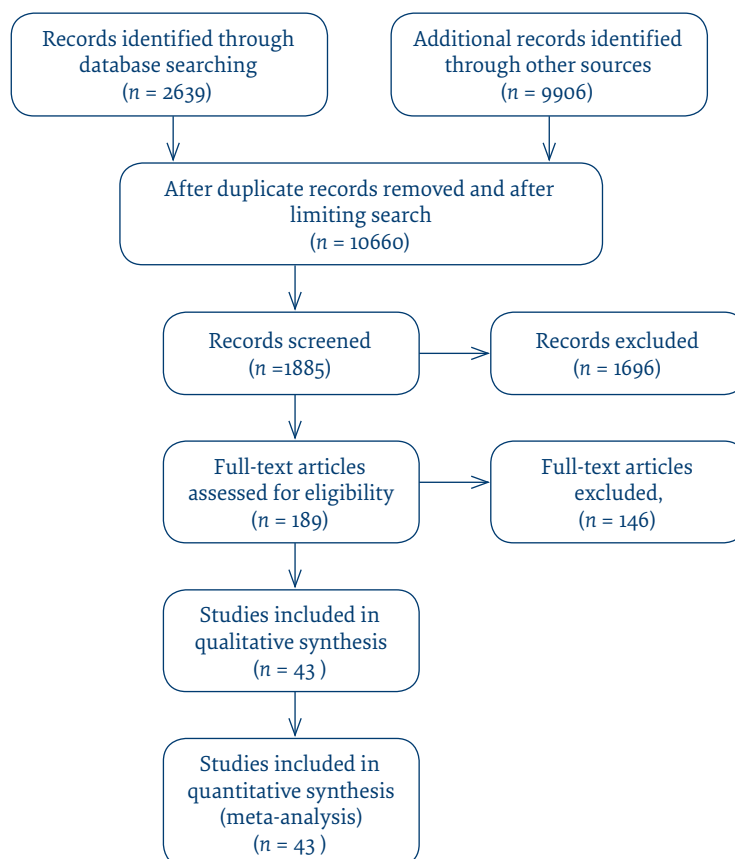 Records identified through
database searching
(n = 2639)
Additional records identified
through other sources
(n = 9906)
After duplicate records removed and after
limiting search
(n = 10660)
Records screened
(n =1885)
Records excluded
(n = 1696)
Full-text articles
assessed for eligibility
(n = 189)
Full-text articles
excluded,
(n = 146)
Studies included in
qualitative synthesis
(n = 43 )
Studies included in
quantitative synthesis
(meta-analysis)
(n = 43 )